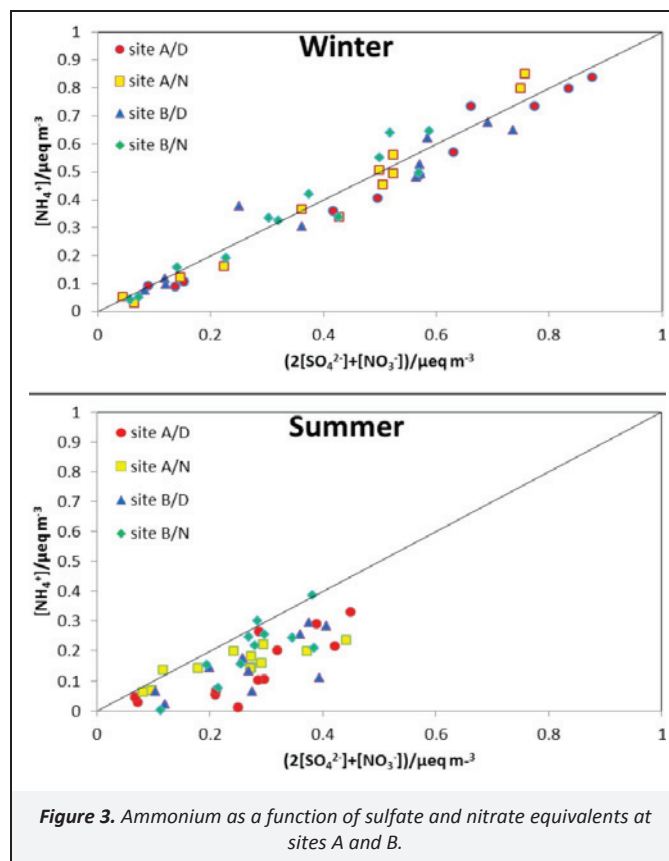 Winter
site A/D
site A/N
site B/D
site B/N
[NH₄⁺]/µeq m⁻³
1
0.9
0.8
0.7
0.6
0.5
0.4
0.3
0.2
0.1
0
0 0.2 0.4 0.6 0.8 1
(2[SO₄²⁻]+[NO₃⁻])/µeq m⁻³
Summer
site A/D
site A/N
site B/D
site B/N
[NH₄⁺]/µeq m⁻³
1
0.9
0.8
0.7
0.6
0.5
0.4
0.3
0.2
0.1
0
0 0.2 0.4 0.6 0.8 1
(2[SO₄²⁻]+[NO₃⁻])/µeq m-³
Figure 3. Ammonium as a function of sulfate and nitrate equivalents at
sites A and B.